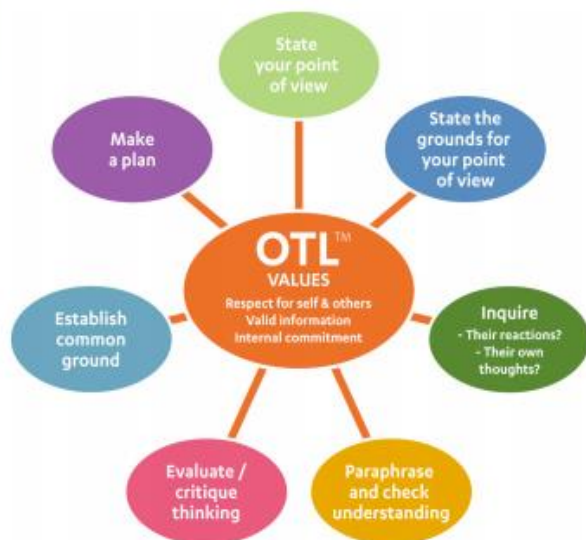 State
your point
of view
State the
grounds for
your point
of view
Inquire
- Their reactions?
- Their own
thoughts?
Paraphrase
and check
understanding
Evaluate /
critique
thinking
Establish
common
ground
Make
a plan
OTL™
VALUES
Respect for self & others
Valid information
Internal commitment